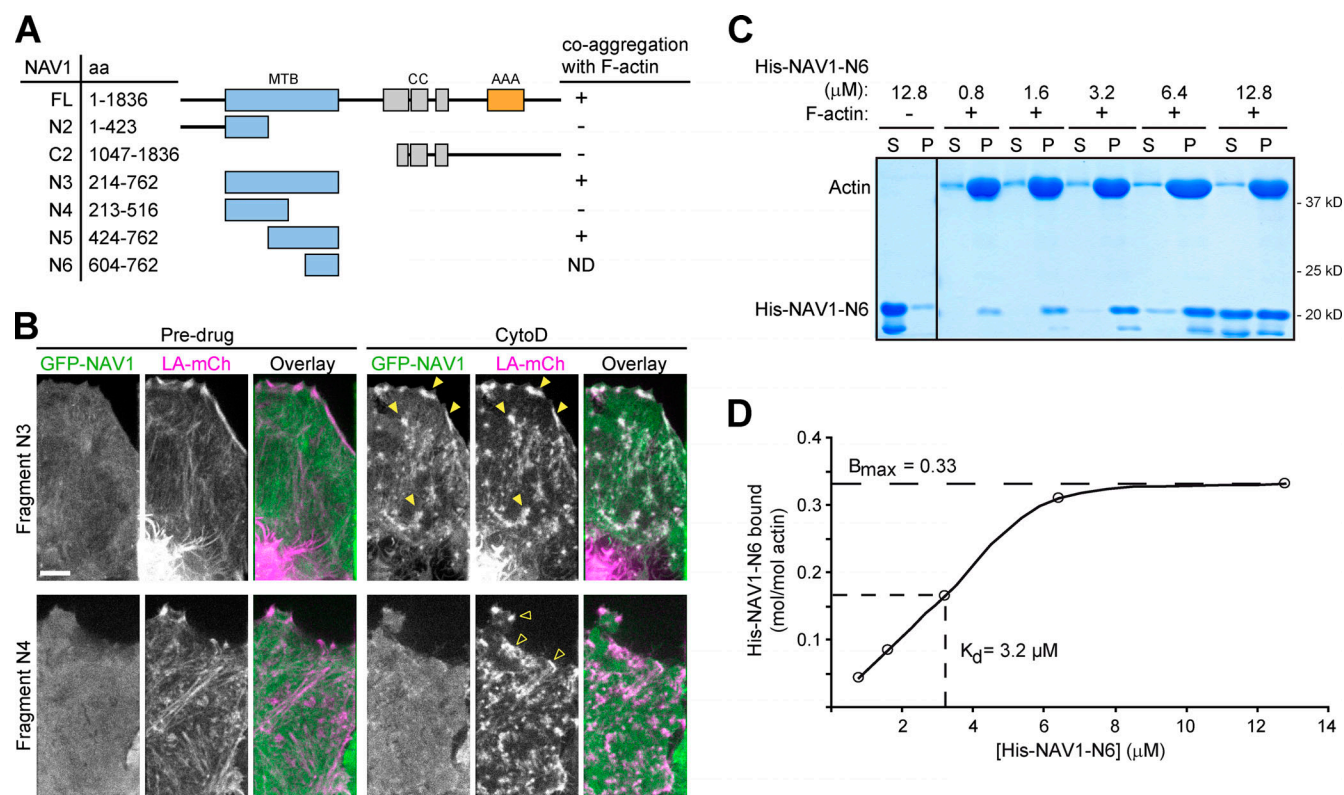 A
NAV1 aa MTB CC AAA co-aggregation
with F-actin
FL 1-1836 +
N2 1-423 -
C2 1047-1836 -
N3 214-762 +
N4 213-516 -
N5 424-762 +
N6 604-762 ND
B
Pre-drug CytoD
GFP-NAV1 LA-mCh Overlay GFP-NAV1 LA-mCh Overlay
Fragment N3
Fragment N4
C
His-NAV1-N6
(μM): 12.8 0.8 1.6 3.2 6.4 12.8
F-actin: - + + + + +
S P S P S P S P S P S P
Actin
- 37 kD
- 25 kD
His-NAV1-N6 - 20 kD
D
His-NAV1-N6 bound
(mol/mol actin)
0.4
0.3
0.2
0.1
Bmax = 0.33
Kd= 3.2 μM
2 4 6 8 10 12 14
[His-NAV1-N6] (μM)